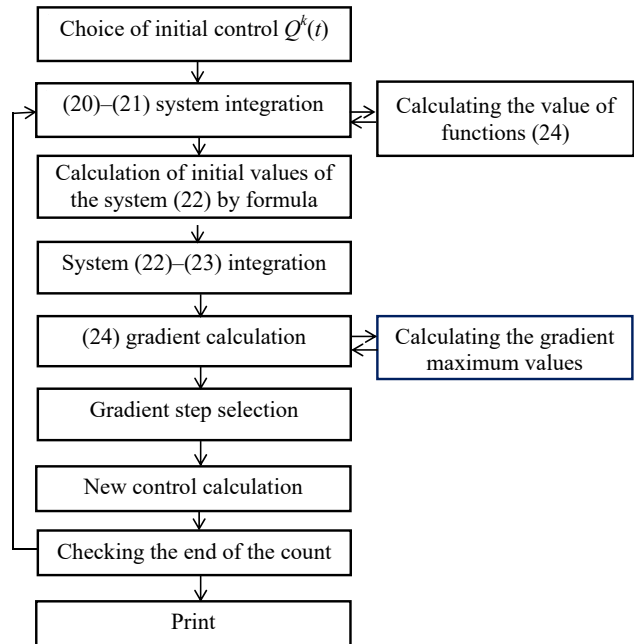 Choice of initial control Qᵏ(t)
(20)–(21) system integration
Calculating the value of
functions (24)
Calculation of initial values of
the system (22) by formula
System (22)–(23) integration
(24) gradient calculation
Calculating the gradient
maximum values
Gradient step selection
New control calculation
Checking the end of the count
Print